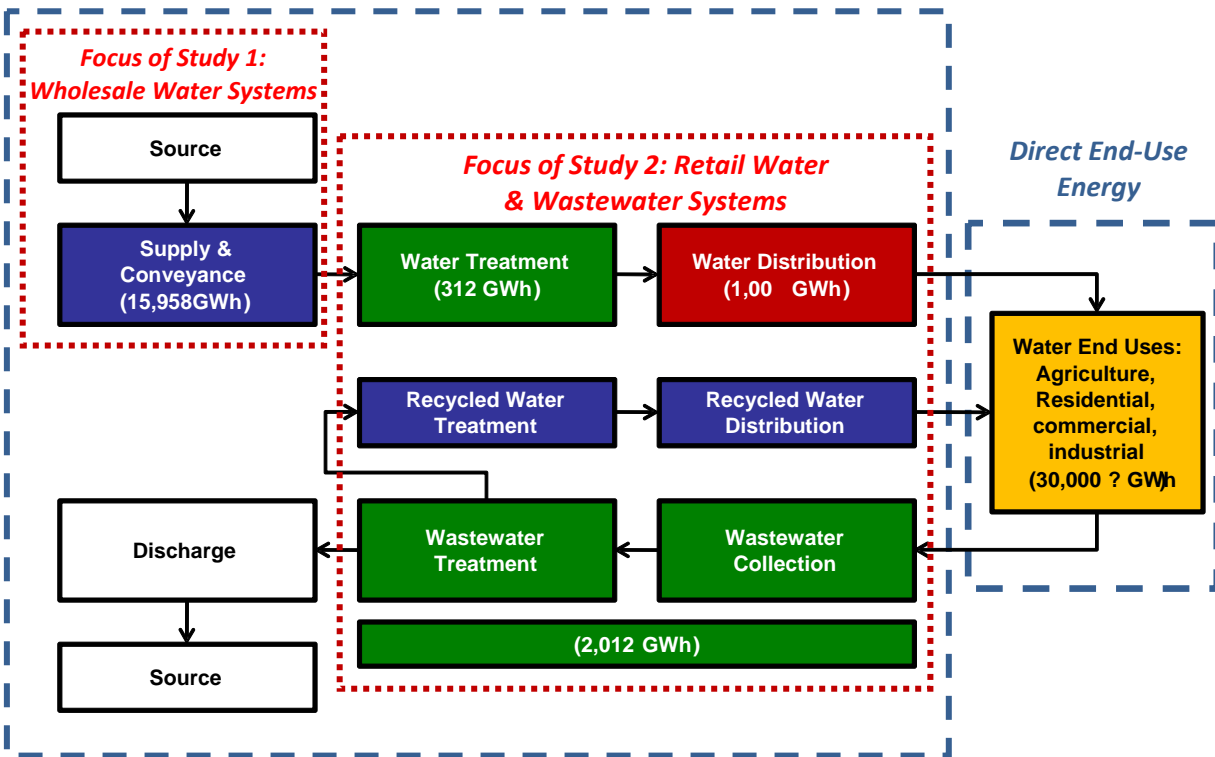 Focus of Study 1:
Wholesale Water Systems
Source
Supply &
Conveyance
(15,958GWh)
Focus of Study 2: Retail Water
& Wastewater Systems
Water Treatment
(312 GWh)
Water Distribution
(1,00 GWh)
Direct End-Use
Energy
Water End Uses:
Agriculture,
Residential,
commercial,
industrial
(30,000 ? GWh)
Recycled Water
Treatment
Recycled Water
Distribution
Wastewater
Treatment
Wastewater
Collection
(2,012 GWh)
Discharge
Source